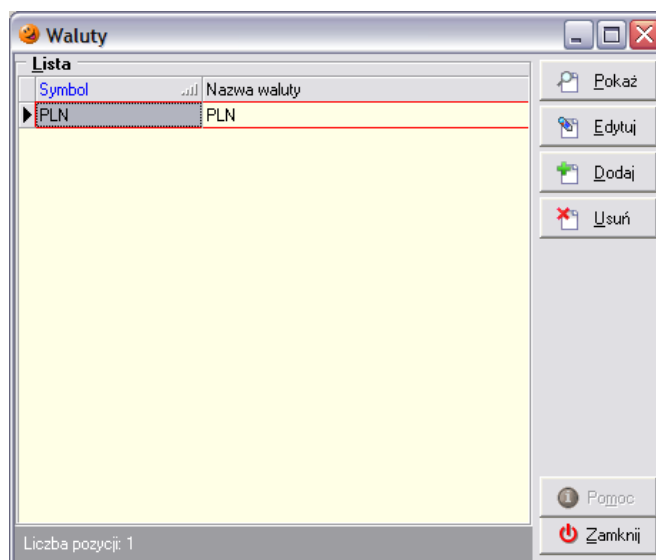 Waluty
Lista
Symbol Nazwa waluty
PLN PLN
Pokaż
Edytuj
Dodaj
Usuń
Pomoc
Zamknij
Liczba pozycji: 1